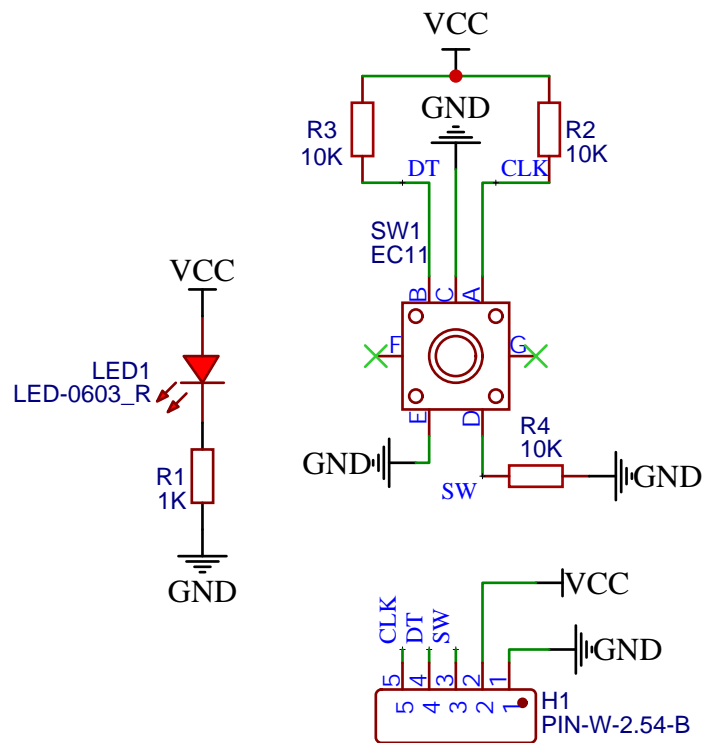 VCC
GND
R3
10K
R2
10K
DT
CLK
SW1
EC11
B
C
A
F
G
E
D
VCC
LED1
LED-0603_R
R1
1K
GND
GND
R4
10K
SW
GND
VCC
CLK
DT
SW
GND
5
4
3
2
1
5
4
3
2
1
H1
PIN-W-2.54-B